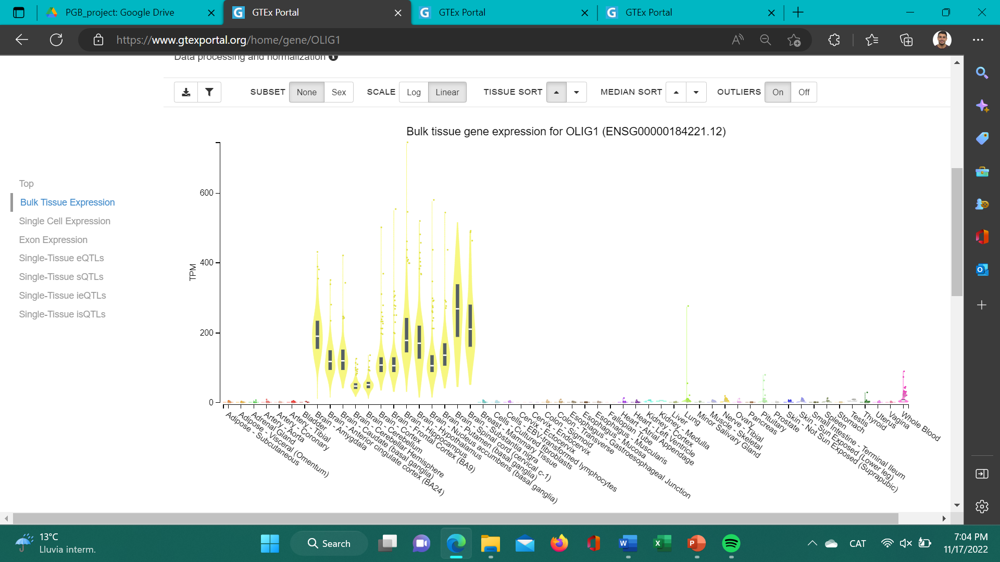 PGB_project: Google Drive
GTEx Portal
GTEx Portal
GTEx Portal
https://www.gtexportal.org/home/gene/OLIG1
Data processing and normalization
SUBSET None Sex SCALE Log Linear TISSUE SORT MEDIAN SORT OUTLIERS On Off
Bulk tissue gene expression for OLIG1 (ENSG00000184221.12)
Top
Bulk Tissue Expression
Single Cell Expression
Exon Expression
Single-Tissue eQTLs
Single-Tissue sQTLs
Single-Tissue ieQTLs
Single-Tissue isQTLs
TPM
600
400
200
0
Adipose - Subcutaneous
Adipose - Visceral (Omentum)
Adrenal Gland
Artery - Aorta
Artery - Coronary
Artery - Tibial
Bladder
Brain - Amygdala
Brain - Anterior cingulate cortex (BA24)
Brain - Caudate (basal ganglia)
Brain - Cerebellar Hemisphere
Brain - Cerebellum
Brain - Cortex
Brain - Frontal Cortex (BA9)
Brain - Hippocampus
Brain - Hypothalamus
Brain - Nucleus accumbens (basal ganglia)
Brain - Putamen (basal ganglia)
Brain - Spinal cord (cervical c-1)
Brain - Substantia nigra
Breast - Mammary Tissue
Cells - Cultured fibroblasts
Cells - EBV-transformed lymphocytes
Cervix - Ectocervix
Cervix - Endocervix
Colon - Sigmoid
Colon - Transverse
Esophagus - Gastroesophageal Junction
Esophagus - Mucosa
Esophagus - Muscularis
Fallopian Tube
Heart - Atrial Appendage
Heart - Left Ventricle
Kidney - Cortex
Kidney - Medulla
Liver
Lung
Minor Salivary Gland
Muscle - Skeletal
Nerve - Tibial
Ovary
Pancreas
Pituitary
Prostate
Skin - Not Sun Exposed (Suprapubic)
Skin - Sun Exposed (Lower leg)
Small Intestine - Terminal Ileum
Spleen
Stomach
Testis
Thyroid
Uterus
Vagina
Whole Blood
13°C
Lluvia interm.
Search
CAT
7:04 PM
11/17/2022